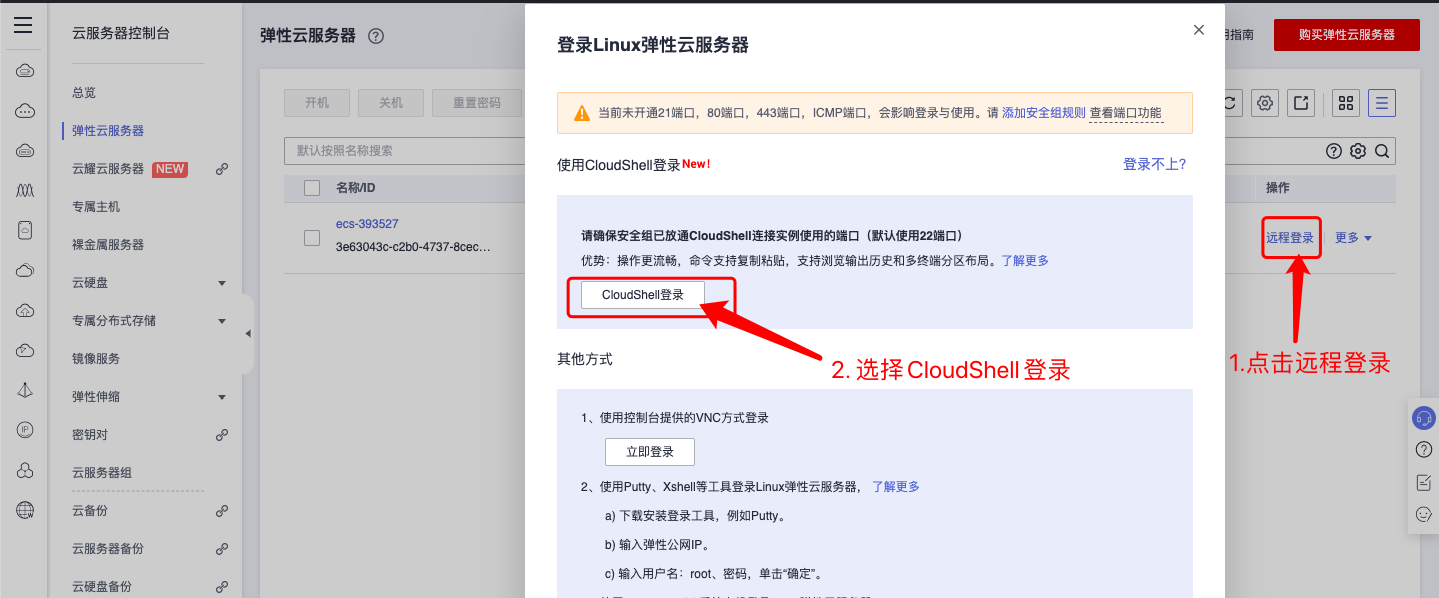 云服务器控制台
总览
弹性云服务器
云耀云服务器 NEW
专属主机
裸金属服务器
云硬盘
专属分布式存储
镜像服务
弹性伸缩
密钥对
云服务器组
云备份
云服务器备份
云硬盘备份
IP
弹性云服务器
用指南
购买弹性云服务器
开机
关机
重置密码
默认按照名称搜索
名称/ID
操作
ecs-393527
3e63043c-c2b0-4737-8cec...
远程登录
更多
1.点击远程登录
登录Linux弹性云服务器
当前未开通21端口，80端口，443端口，ICMP端口，会影响登录与使用。请 添加安全组规则 查看端口功能
使用CloudShell登录New!
登录不上?
请确保安全组已放通CloudShell连接实例使用的端口（默认使用22端口）
优势：操作更流畅，命令支持复制粘贴，支持浏览输出历史和多终端分区布局。了解更多
CloudShell登录
2. 选择 CloudShell 登录
其他方式
1、使用控制台提供的VNC方式登录
立即登录
2、使用Putty、Xshell等工具登录Linux弹性云服务器， 了解更多
a) 下载安装登录工具，例如Putty。
b) 输入弹性公网IP。
c) 输入用户名：root、密码，单击“确定”。